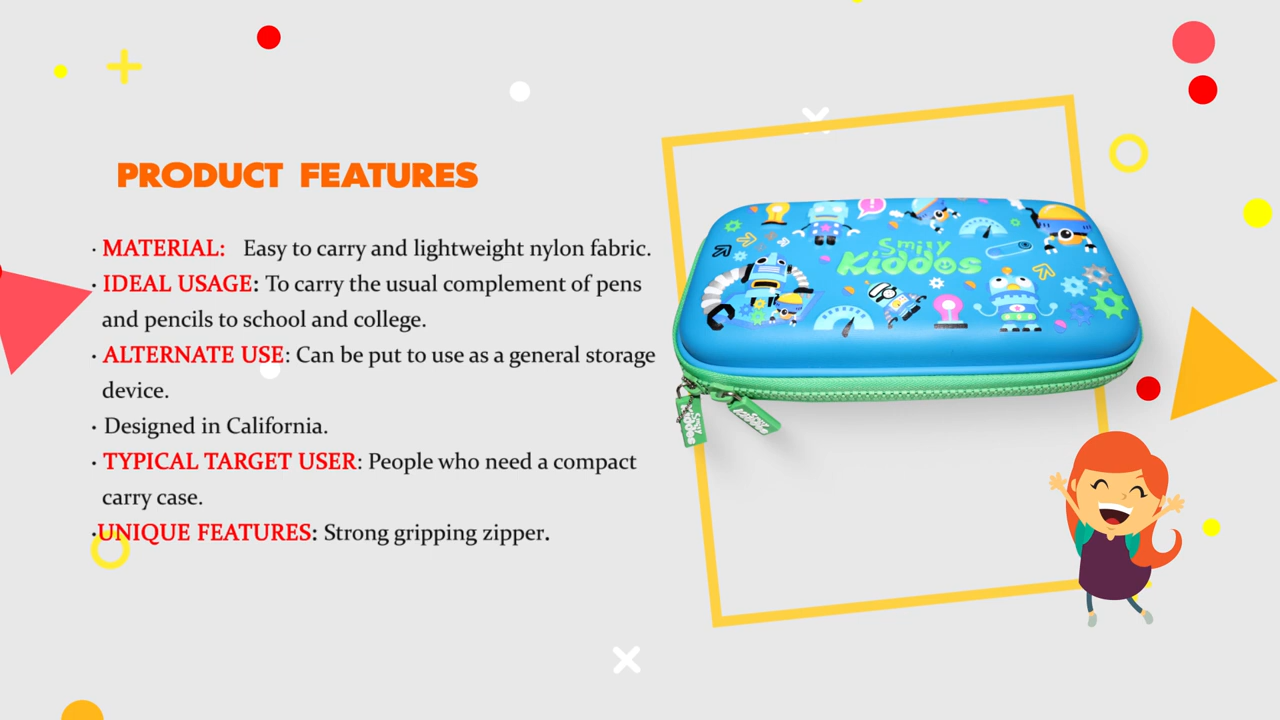 PRODUCT FEATURES
· MATERIAL: Easy to carry and lightweight nylon fabric.
· IDEAL USAGE: To carry the usual complement of pens
and pencils to school and college.
· ALTERNATE USE: Can be put to use as a general storage
device.
· Designed in California.
· TYPICAL TARGET USER: People who need a compact
carry case.
·UNIQUE FEATURES: Strong gripping zipper.
Smily
Kiddos